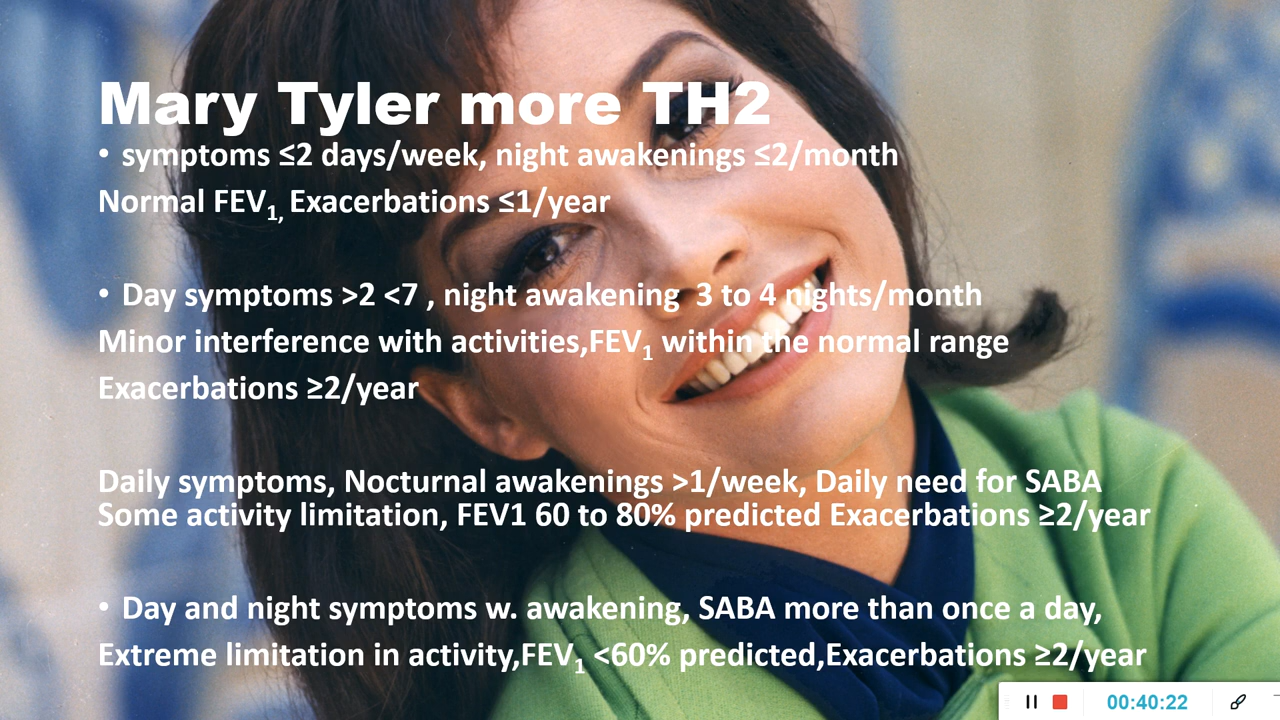 Mary Tyler more TH2
• symptoms ≤2 days/week, night awakenings ≤2/month
Normal FEV1, Exacerbations ≤1/year
• Day symptoms >2 <7 , night awakening  3 to 4 nights/month
Minor interference with activities,FEV1 within the normal range
Exacerbations ≥2/year
Daily symptoms, Nocturnal awakenings >1/week, Daily need for SABA
Some activity limitation, FEV1 60 to 80% predicted Exacerbations ≥2/year
• Day and night symptoms w. awakening, SABA more than once a day,
Extreme limitation in activity,FEV1 <60% predicted,Exacerbations ≥2/year
00:40:22